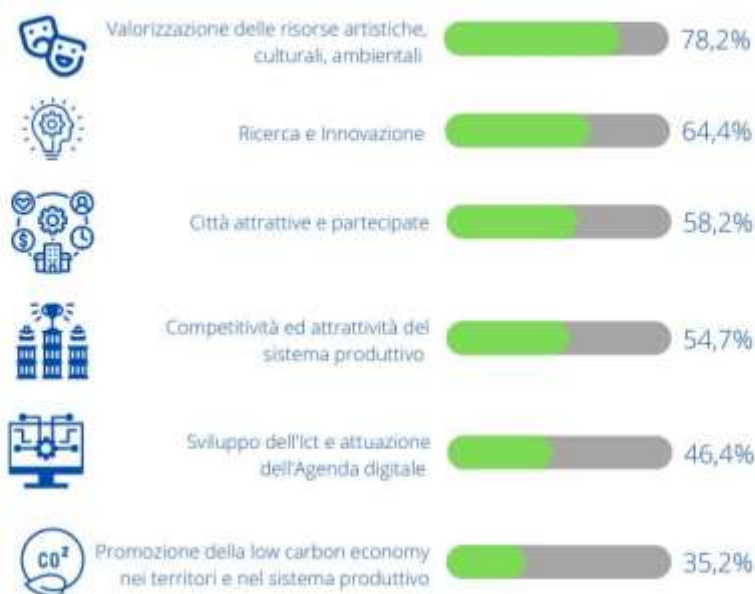 Valorizzazione delle risorse artistiche,
culturali, ambientali
78,2%
Ricerca e Innovazione
64,4%
Città attrattive e partecipate
58,2%
Competitività ed attrattività del
sistema produttivo
54,7%
Sviluppo dell'Ict e attuazione
dell'Agenda digitale
46,4%
CO²
Promozione della low carbon economy
nei territori e nel sistema produttivo
35,2%